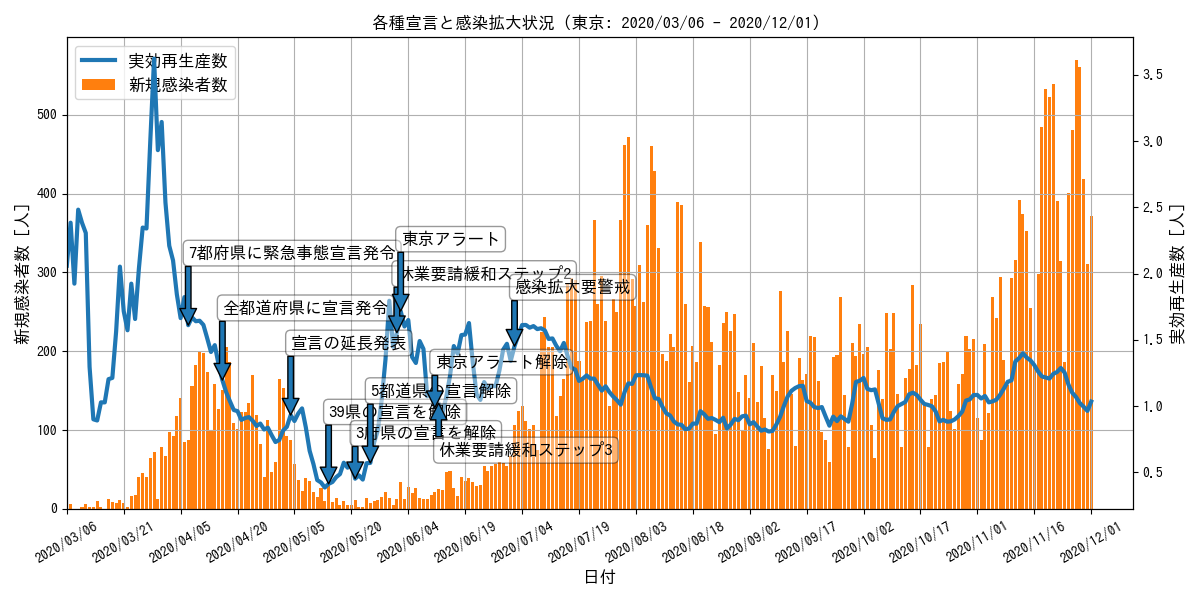 各種宣言と感染拡大状況 (東京: 2020/03/06 - 2020/12/01)
実効再生産数
新規感染者数
7都府県に緊急事態宣言発令
東京アラート
休業要請緩和ステップ2
感染拡大要警戒
全都道府県に宣言発令
宣言の延長発表
東京アラート解除
5都道県の宣言解除
39県の宣言を解除
3府県の宣言を解除
休業要請緩和ステップ3
新規感染者数 [人]
500
400
300
200
100
0
実効再生産数 [人]
3.5
3.0
2.5
2.0
1.5
1.0
0.5
2020/03/06
2020/03/21
2020/04/05
2020/04/20
2020/05/05
2020/05/20
2020/06/04
2020/06/19
2020/07/04
2020/07/19
2020/08/03
2020/08/18
2020/09/02
2020/09/17
2020/10/02
2020/10/17
2020/11/01
2020/11/16
2020/12/01
日付